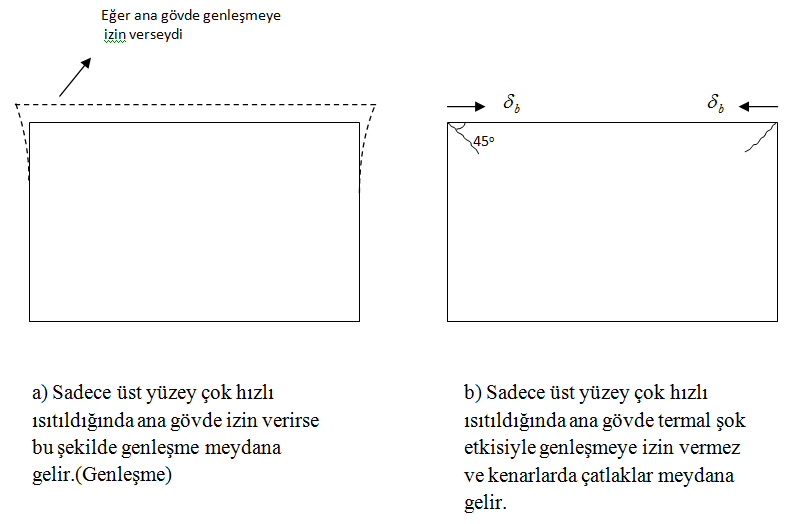 Eğer ana gövde genleşmeye
izin verseydi
δb
δb
45o
a) Sadece üst yüzey çok hızlı
ısıtıldığında ana gövde izin verirse
bu şekilde genleşme meydana
gelir.(Genleşme)
b) Sadece üst yüzey çok hızlı
ısıtıldığında ana gövde termal şok
etkisiyle genleşmeye izin vermez
ve kenarlarda çatlaklar meydana
gelir.